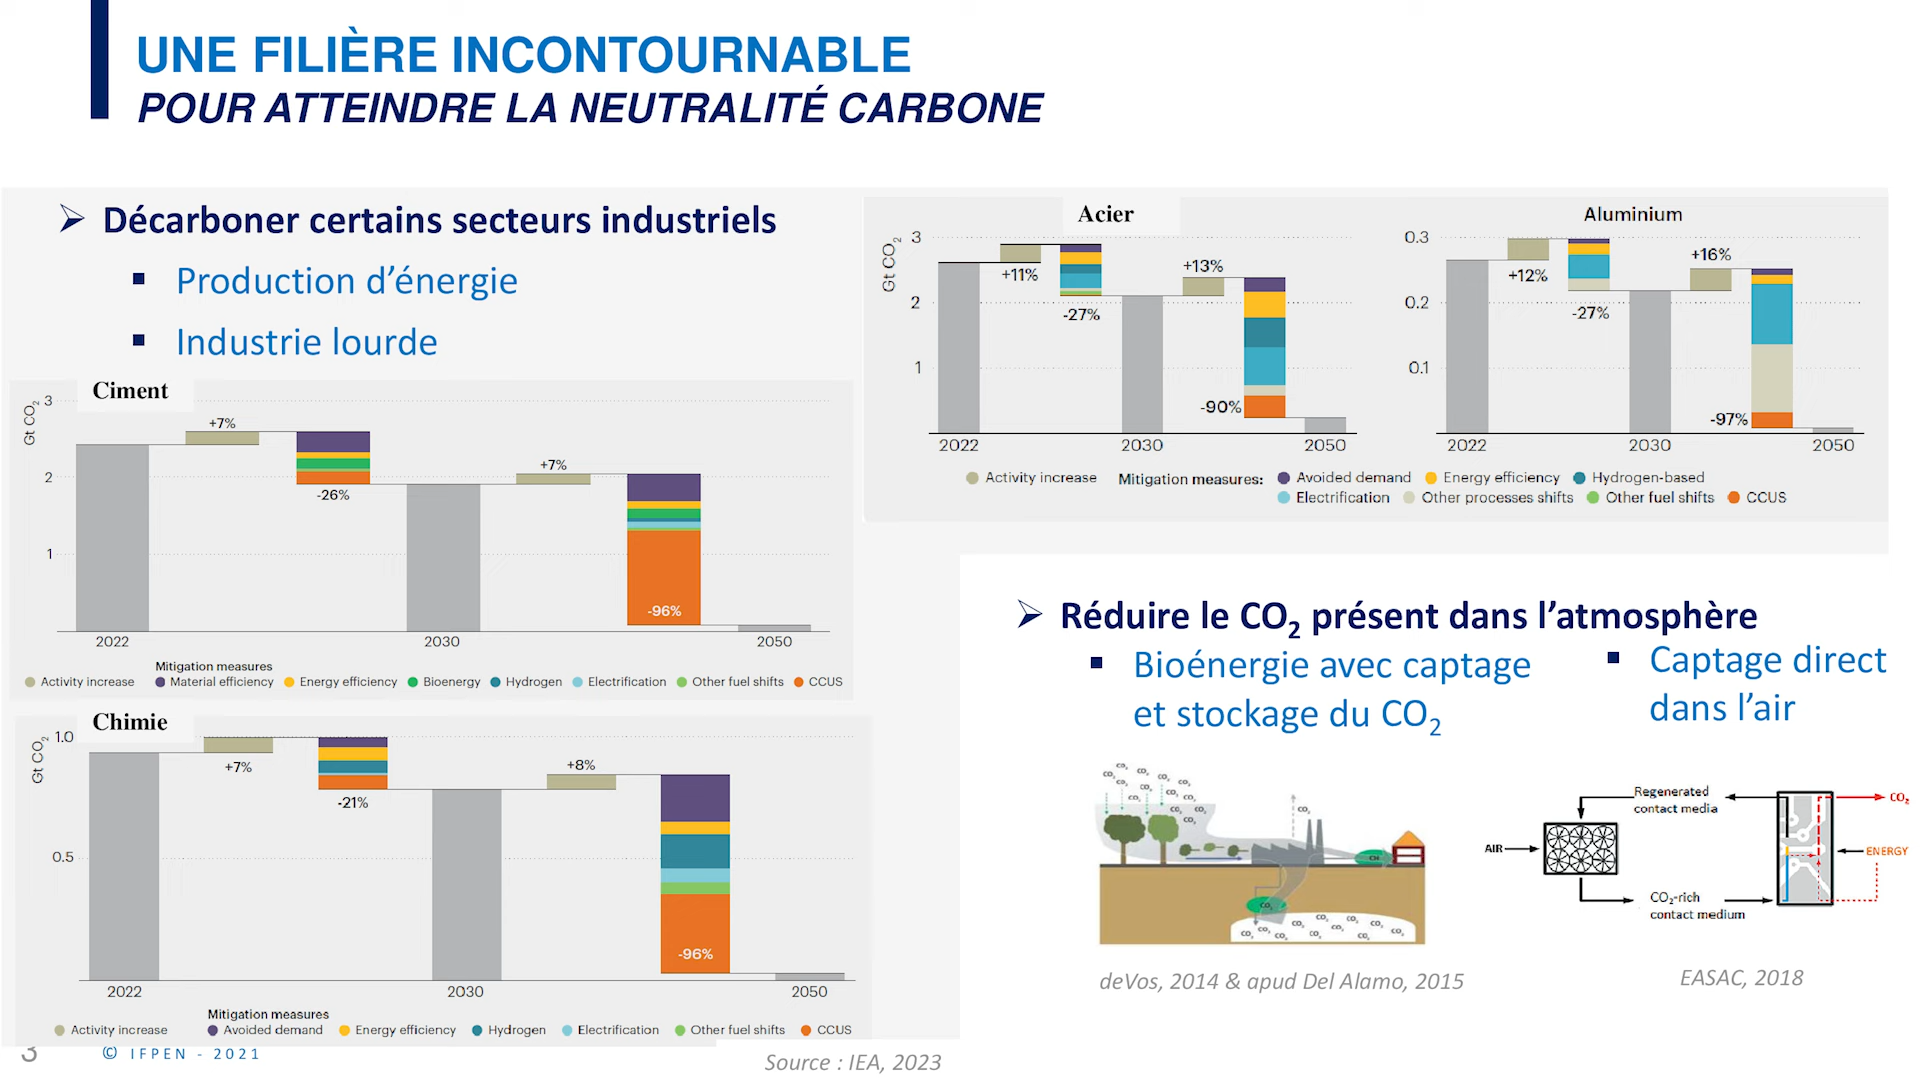 UNE FILIÈRE INCONTOURNABLE
POUR ATTEINDRE LA NEUTRALITÉ CARBONE
➢ Décarboner certains secteurs industriels
▪ Production d’énergie
▪ Industrie lourde
Ciment
Gt CO₂
3
2
1
+7%
-26%
+7%
-96%
2022 2030 2050
Mitigation measures
Activity increase Material efficiency Energy efficiency Bioenergy Hydrogen Electrification Other fuel shifts CCUS
Chimie
Gt CO₂
1.0
0.5
+7%
-21%
+8%
-96%
2022 2030 2050
Mitigation measures
Activity increase Avoided demand Energy efficiency Hydrogen Electrification Other fuel shifts CCUS
Acier
Gt CO₂
3
2
1
+11%
-27%
+13%
-90%
2022 2030 2050
Aluminium
0.3
0.2
0.1
+12%
-27%
+16%
-97%
2022 2030 2050
Activity increase Mitigation measures: Avoided demand Energy efficiency Hydrogen-based
Electrification Other processes shifts Other fuel shifts CCUS
➢ Réduire le CO₂ présent dans l’atmosphère
▪ Bioénergie avec captage
et stockage du CO₂
▪ Captage direct
dans l’air
Regenerated
contact media
CO₂
AIR
ENERGY
CO₂-rich
contact medium
deVos, 2014 & apud Del Alamo, 2015
EASAC, 2018
3
© IFPEN - 2021
Source : IEA, 2023